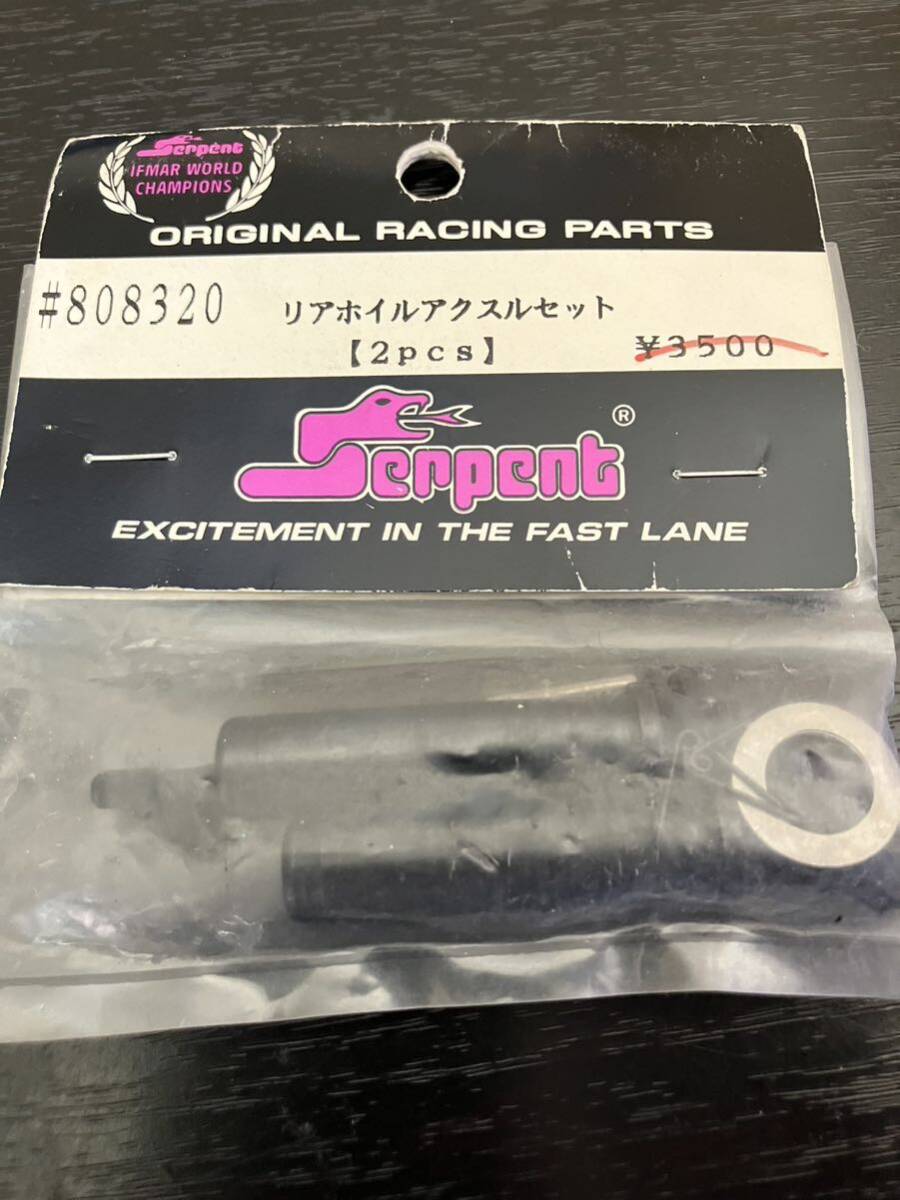 Serpent
IFMAR WORLD
CHAMPIONS
ORIGINAL RACING PARTS
#808320 リアホイルアクスルセット
【2pcs】 ¥3500
Serpent®
EXCITEMENT IN THE FAST LANE